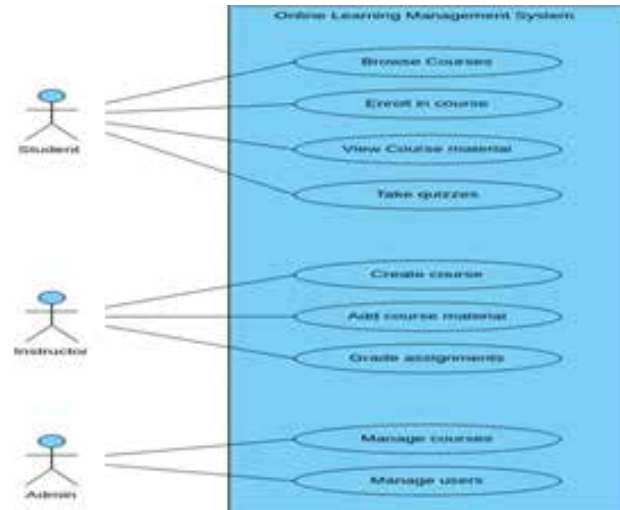 Online Learning Management System
Browse Courses
Enroll in course
Student
View Course material
Take quizzes
Create course
Add course material
Instructor
Grade assignments
Manage courses
Manage users
Admin